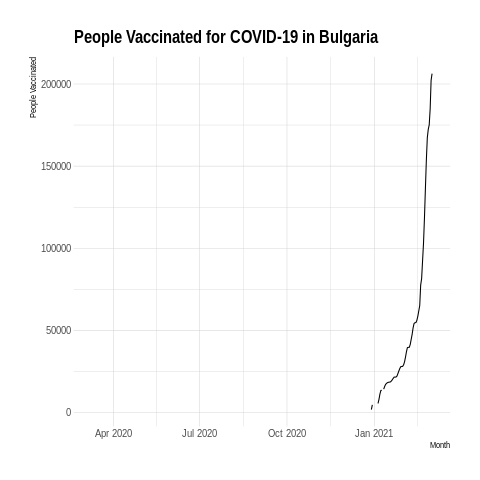 People Vaccinated for COVID-19 in Bulgaria
People Vaccinated
200000
150000
100000
50000
0
Apr 2020
Jul 2020
Oct 2020
Jan 2021
Month